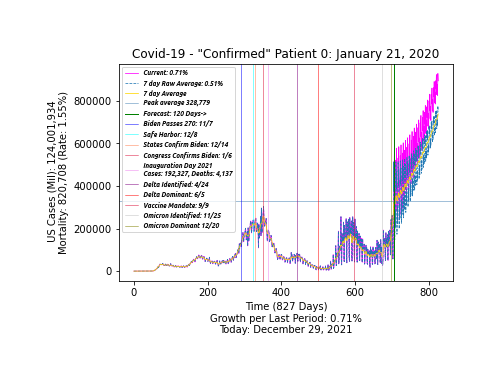 Covid-19 - "Confirmed" Patient 0: January 21, 2020
Current: 0.71%
7 day Raw Average: 0.51%
7 day Average
Peak average 328,779
Forecast: 120 Days->
Biden Passes 270: 11/7
Safe Harbor: 12/8
States Confirm Biden: 12/14
Congress Confirms Biden: 1/6
Inauguration Day 2021
Cases: 192,327, Deaths: 4,137
Delta Identified: 4/24
Delta Dominant: 6/5
Vaccine Mandate: 9/9
Omicron Identified: 11/25
Omicron Dominant 12/20
US Cases (Mil): 124,001,934
Mortality: 820,708 (Rate: 1.55%)
800000
600000
400000
200000
0
0 200 400 600 800
Time (827 Days)
Growth per Last Period: 0.71%
Today: December 29, 2021